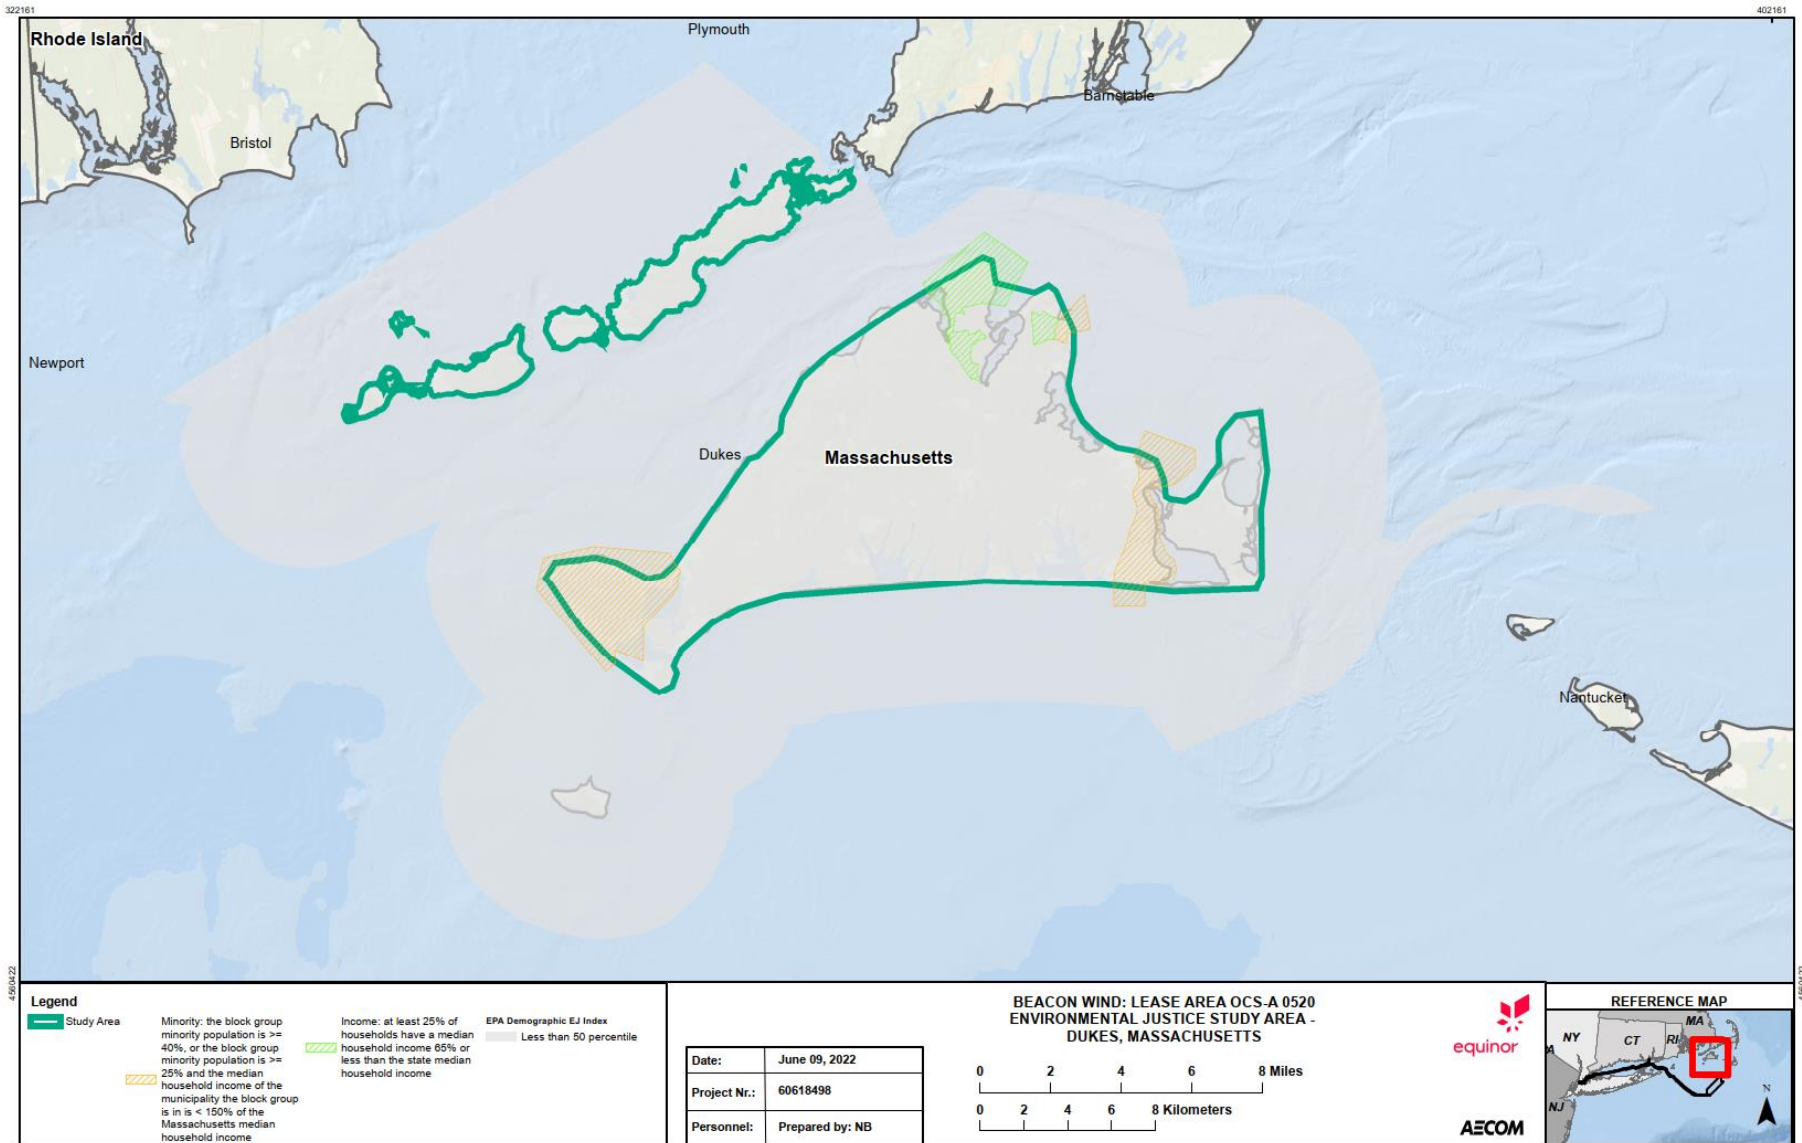 322161
402161
Rhode Island
Plymouth
Barnstable
Bristol
Newport
Dukes
Massachusetts
Nantucket
4560422
Legend
Study Area
Minority: the block group
minority population is >=
40%, or the block group
minority population is >=
25% and the median
household income of the
municipality the block group
is in is < 150% of the
Massachusetts median
household income
Income: at least 25% of
households have a median
household income 65% or
less than the state median
household income
EPA Demographic EJ Index
Less than 50 percentile
Date: June 09, 2022
Project Nr.: 60618498
Personnel: Prepared by: NB
BEACON WIND: LEASE AREA OCS-A 0520
ENVIRONMENTAL JUSTICE STUDY AREA -
DUKES, MASSACHUSETTS
0 2 4 6 8 Miles
0 2 4 6 8 Kilometers
equinor
AECOM
REFERENCE MAP
MA
NY
CT
RI
NJ
N